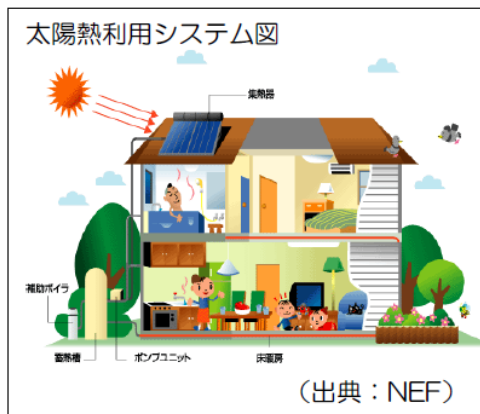 太陽熱利用システム図
集熱器
補助ボイラ
蓄熱槽
ポンプユニット
床暖房
(出典:NEF)